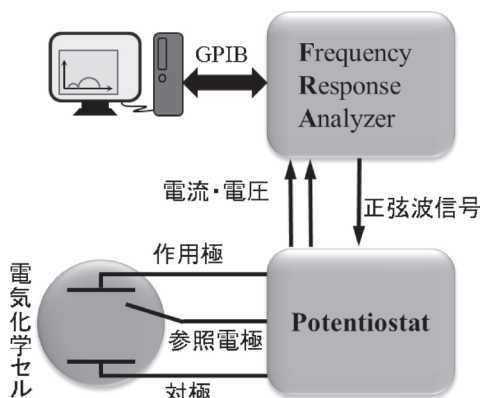 GPIB
Frequency
Response
Analyzer
電流・電圧
正弦波信号
作用極
電気化学セル
参照電極
Potentiostat
対極